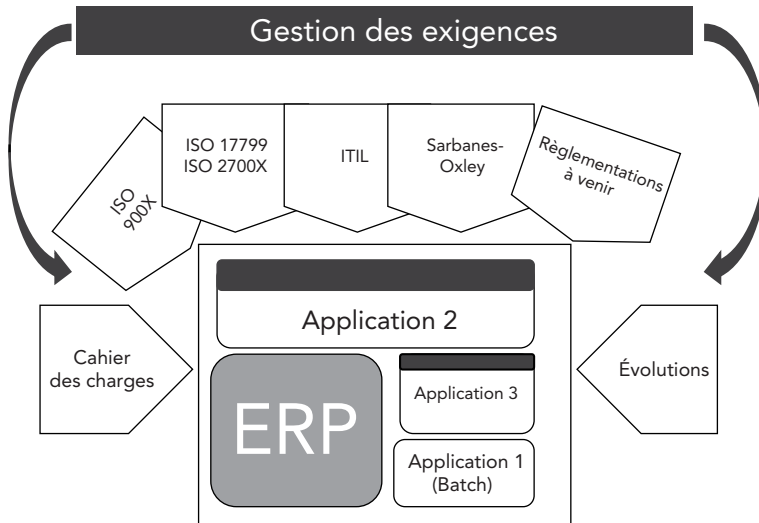 Gestion des exigences
ISO
900X
ISO 17799
ISO 2700X
ITIL
Sarbanes-
Oxley
Règlementations
à venir
Cahier
des charges
Application 2
ERP
Application 3
Application 1
(Batch)
Évolutions